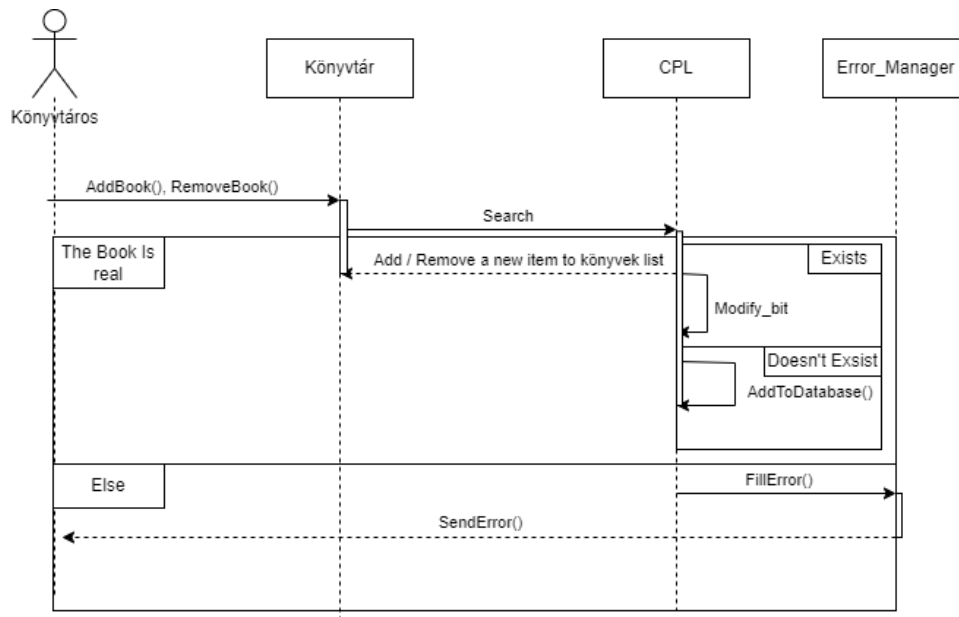 Könyvtáros
Könyvtár
CPL
Error_Manager
AddBook(), RemoveBook()
Search
The Book Is
real
Add / Remove a new item to könyvek list
Exists
Modify_bit
Doesn't Exsist
AddToDatabase()
Else
FillError()
SendError()